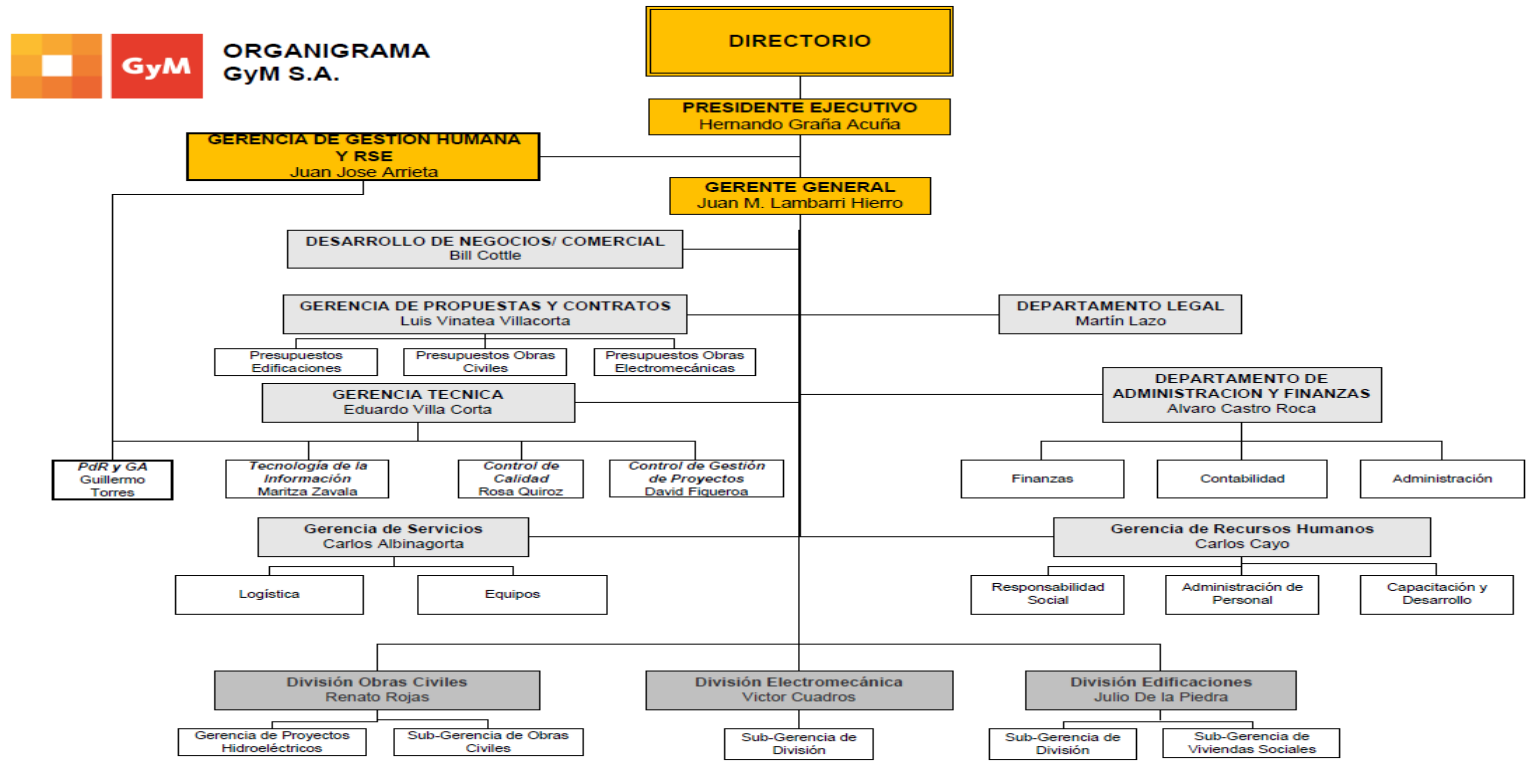 GyM
ORGANIGRAMA
GyM S.A.
DIRECTORIO
PRESIDENTE EJECUTIVO
Hernando Graña Acuña
GERENCIA DE GESTION HUMANA
Y RSE
Juan Jose Arrieta
GERENTE GENERAL
Juan M. Lambarri Hierro
DESARROLLO DE NEGOCIOS/ COMERCIAL
Bill Cottle
GERENCIA DE PROPUESTAS Y CONTRATOS
Luis Vinatea Villacorta
DEPARTAMENTO LEGAL
Martín Lazo
Presupuestos
Edificaciones
Presupuestos Obras
Civiles
Presupuestos Obras
Electromecánicas
GERENCIA TECNICA
Eduardo Villa Corta
DEPARTAMENTO DE
ADMINISTRACION Y FINANZAS
Alvaro Castro Roca
PdR y GA
Guillermo
Torres
Tecnología de la
Información
Maritza Zavala
Control de
Calidad
Rosa Quiroz
Control de Gestión
de Proyectos
David Figueroa
Finanzas
Contabilidad
Administración
Gerencia de Servicios
Carlos Albinagorta
Gerencia de Recursos Humanos
Carlos Cayo
Logística
Equipos
Responsabilidad
Social
Administración de
Personal
Capacitación y
Desarrollo
División Obras Civiles
Renato Rojas
División Electromecánica
Victor Cuadros
División Edificaciones
Julio De la Piedra
Gerencia de Proyectos
Hidroeléctricos
Sub-Gerencia de Obras
Civiles
Sub-Gerencia de
División
Sub-Gerencia de
División
Sub-Gerencia de
Viviendas Sociales